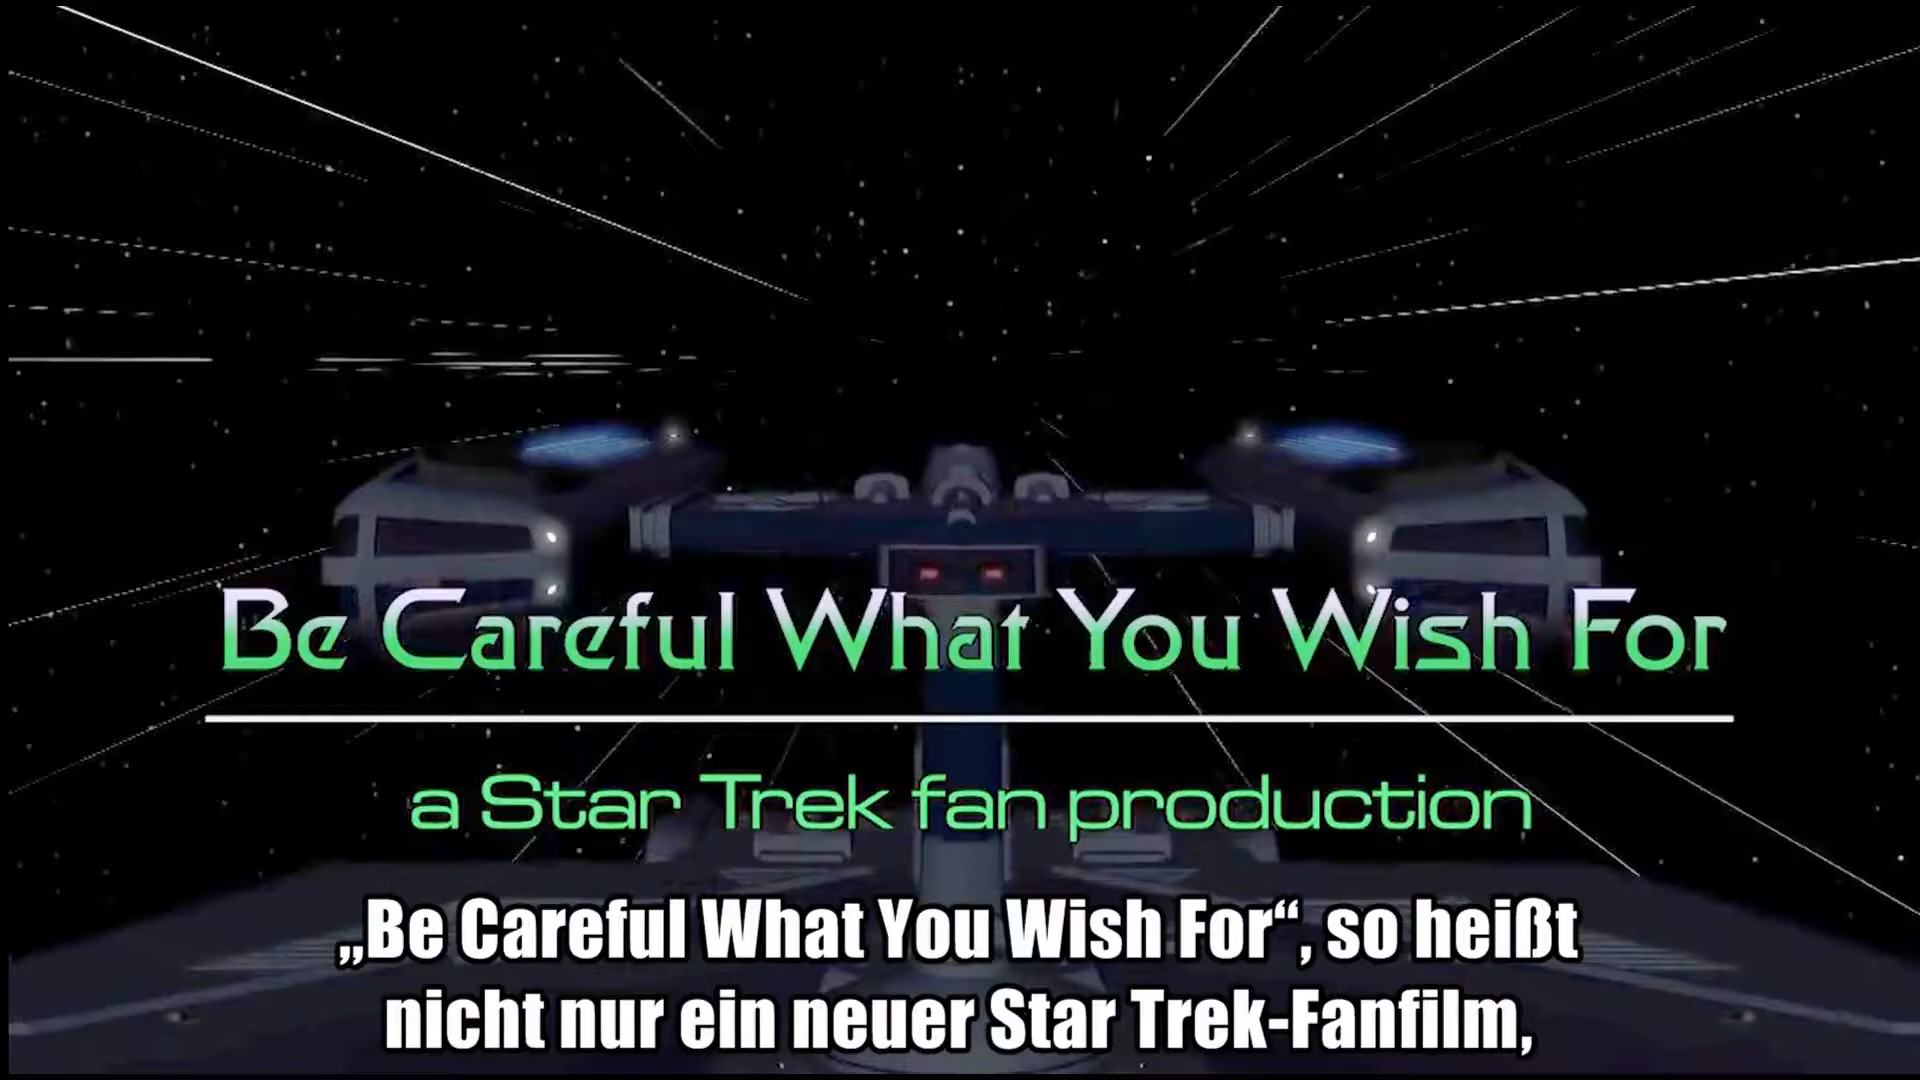 Be Careful What You Wish For
a Star Trek fan production
„Be Careful What You Wish For“, so heißt
nicht nur ein neuer Star Trek-Fanfilm,